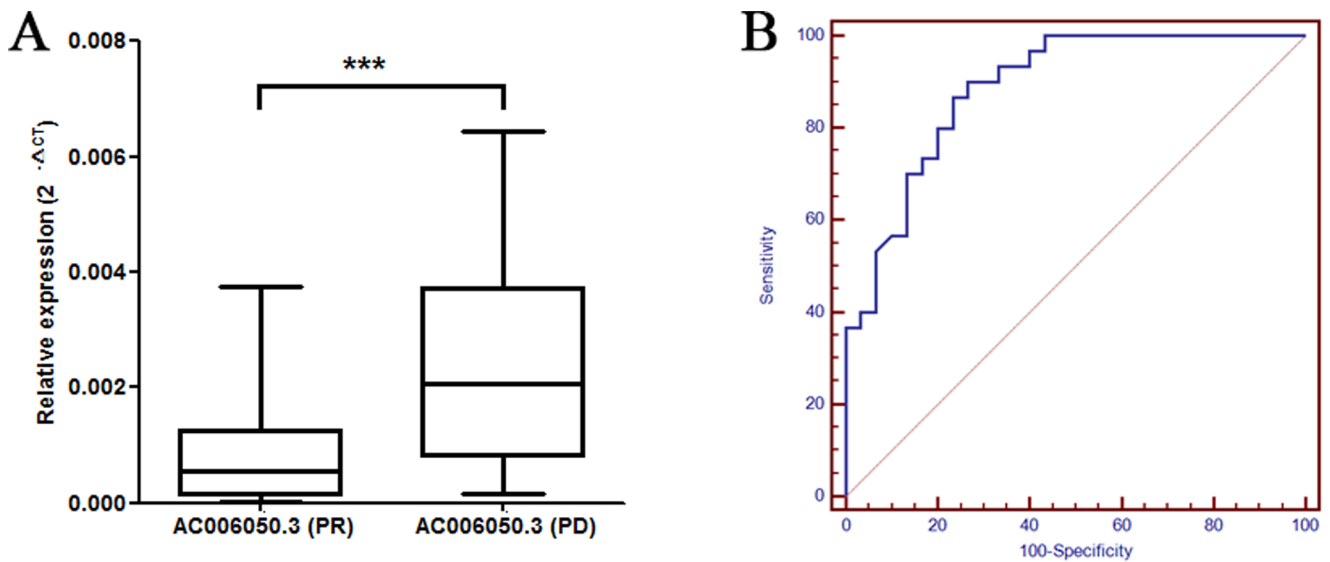 A
0.008
0.006
0.004
0.002
0.000
Relative expression (2 -ΔCT)
***
AC006050.3 (PR)
AC006050.3 (PD)
B
100
80
60
40
20
0
Sensitivity
0
20
40
60
80
100
100-Specificity